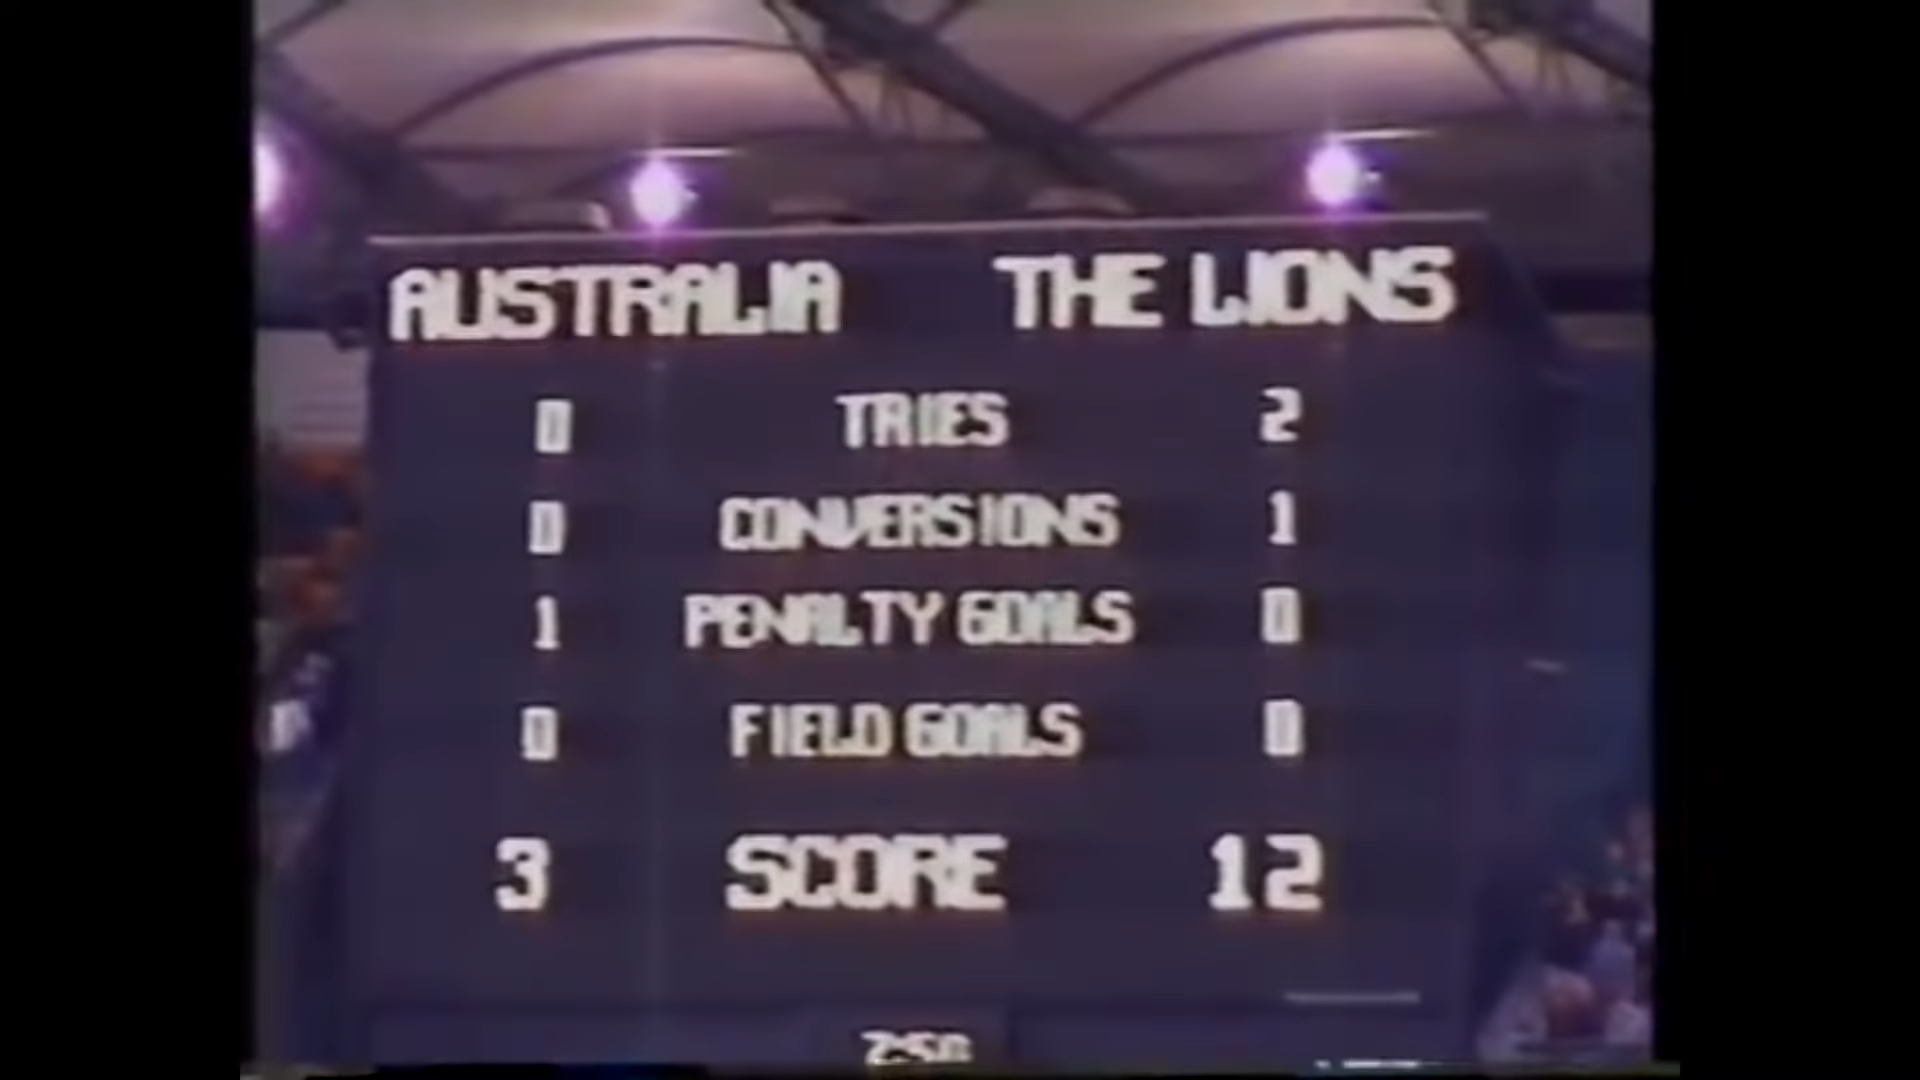 AUSTRALIA THE LIONS
0 TRIES 2
0 CONVERSIONS 1
1 PENALTY GOALS 0
0 FIELD GOALS 0
3 SCORE 12